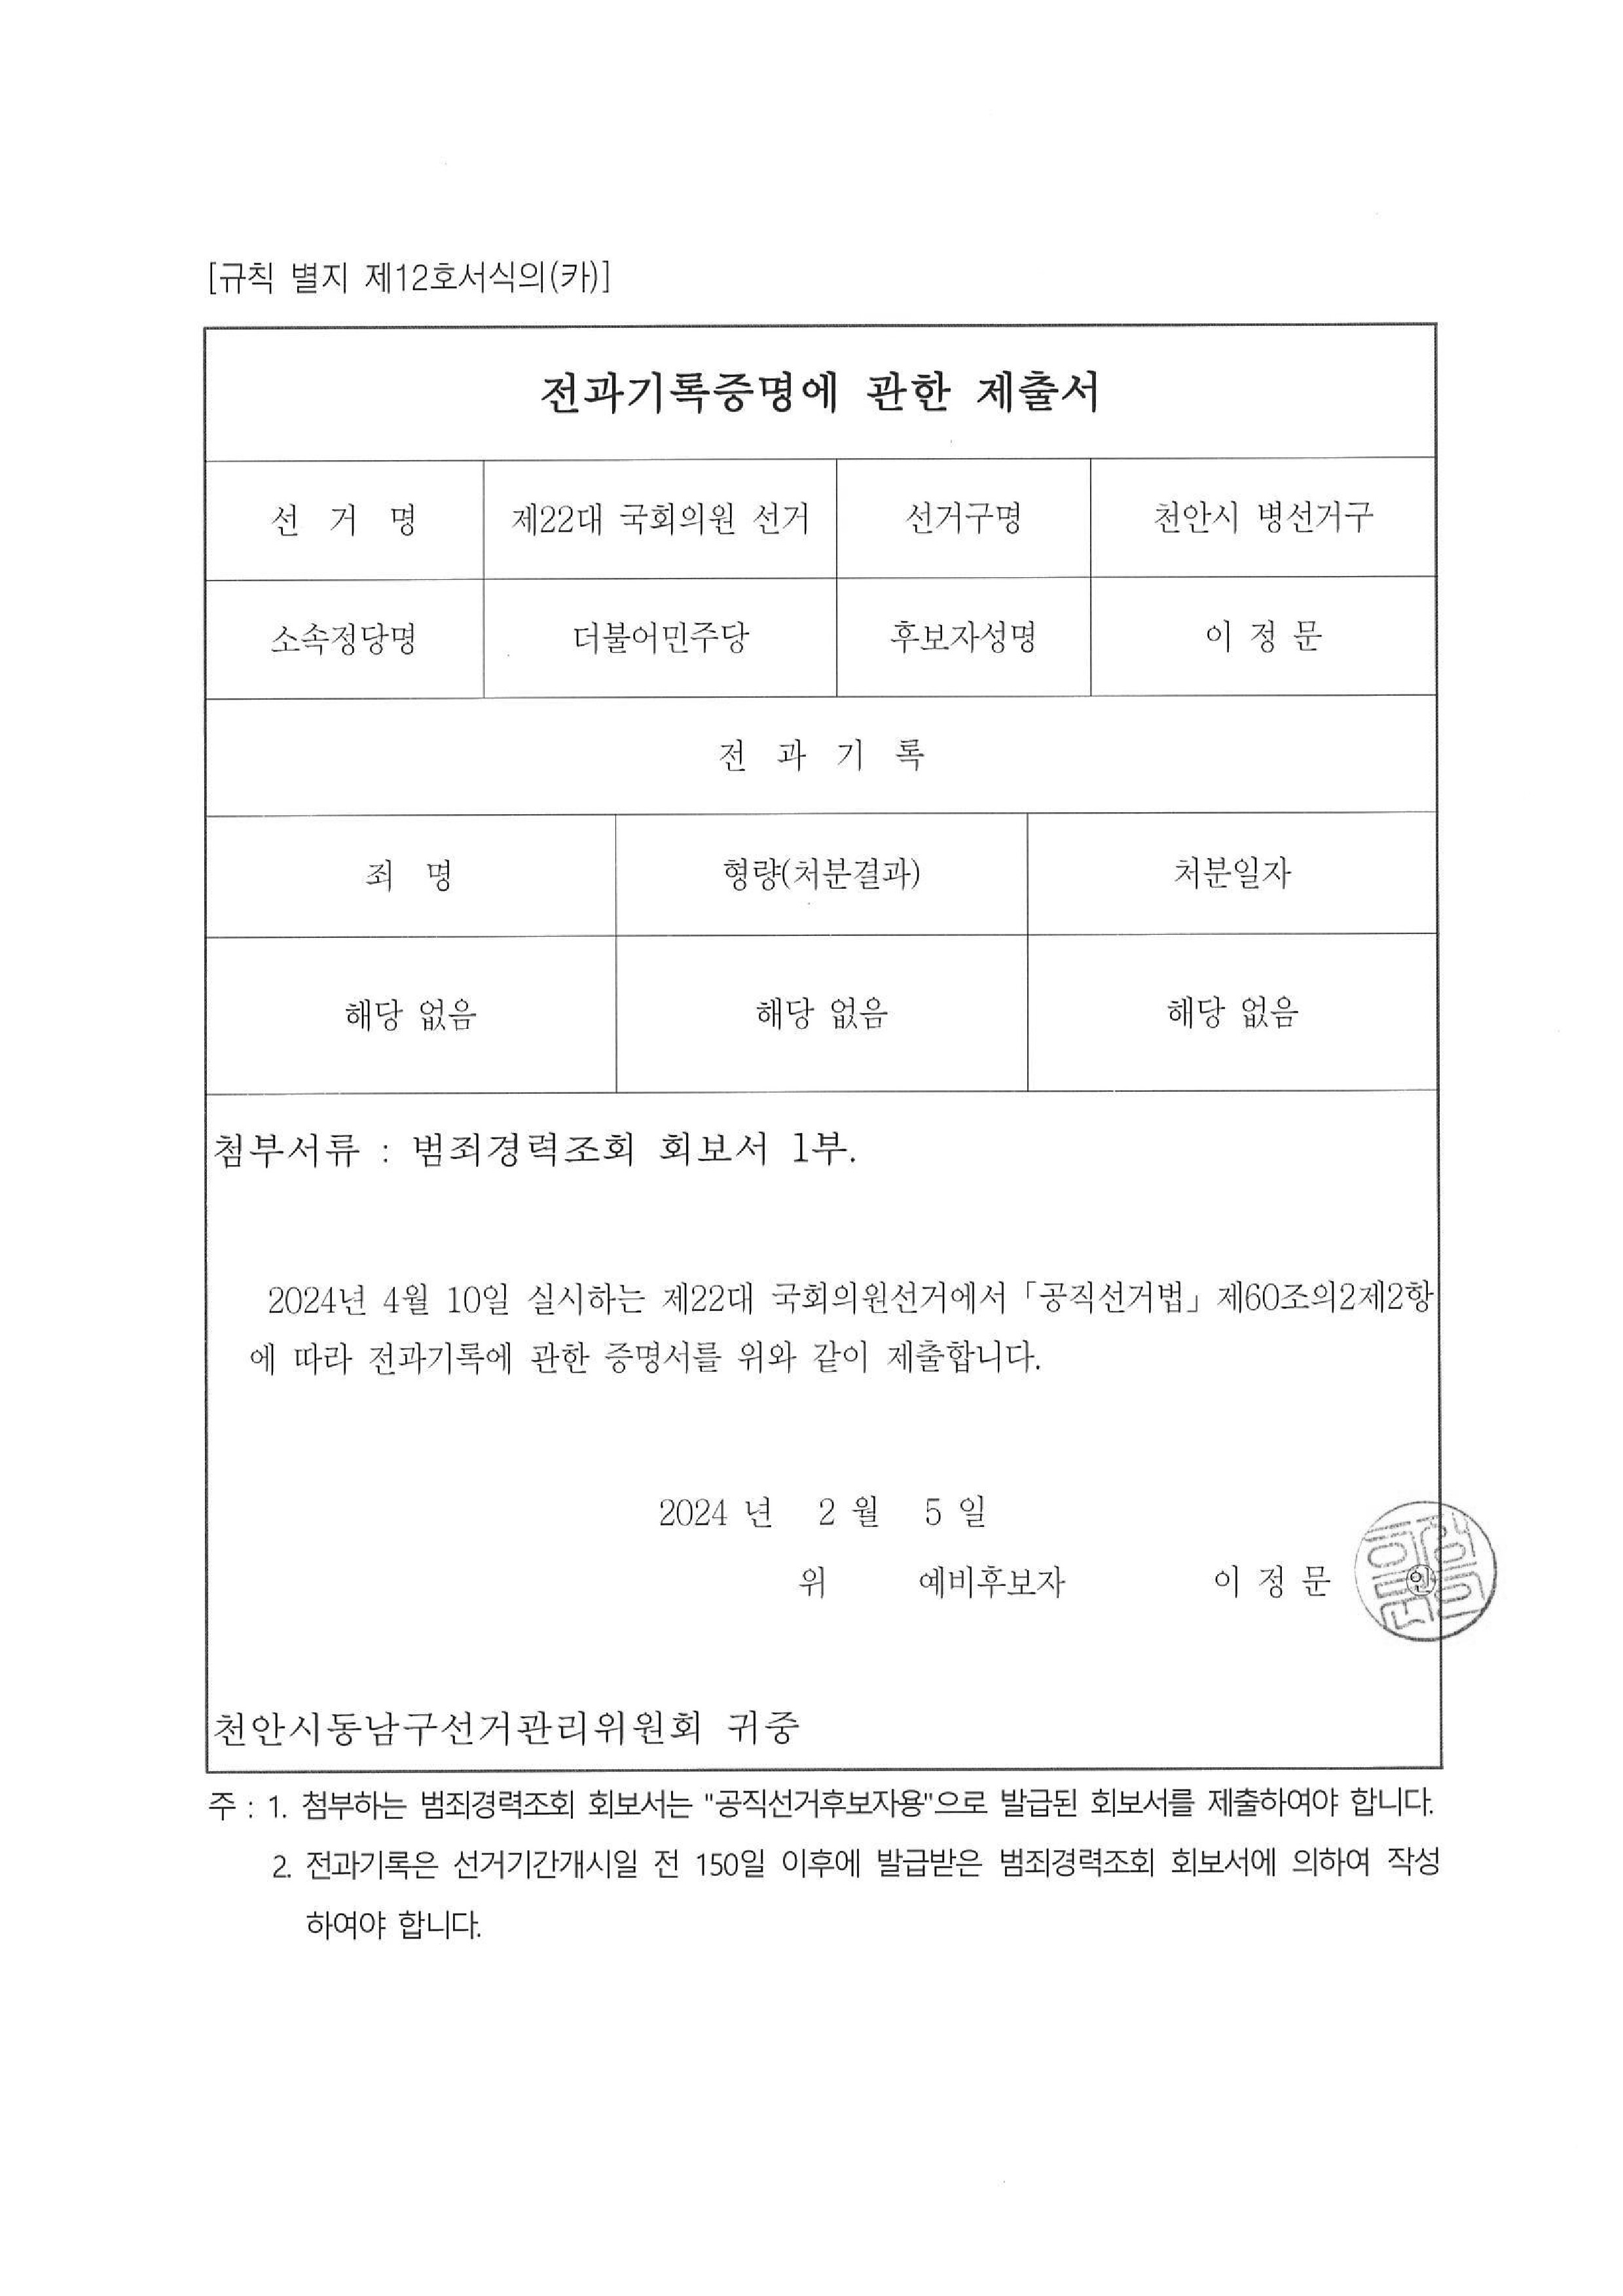 [규칙 별지 제12호서식의(카)]
전과기록증명에 관한 제출서
선 거 명 제22대 국회의원 선거 선거구명 천안시 병선거구
소속정당명 더불어민주당 후보자성명 이 정 문
전 과 기 록
죄 명 형량(처분결과) 처분일자
해당 없음 해당 없음 해당 없음
첨부서류 : 범죄경력조회 회보서 1부.
2024년 4월 10일 실시하는 제22대 국회의원선거에서「공직선거법」제60조의2제2항
에 따라 전과기록에 관한 증명서를 위와 같이 제출합니다.
2024 년 2 월 5 일
위 예비후보자 이 정 문 인
천안시동남구선거관리위원회 귀중
주 : 1. 첨부하는 범죄경력조회 회보서는 "공직선거후보자용"으로 발급된 회보서를 제출하여야 합니다.
2. 전과기록은 선거기간개시일 전 150일 이후에 발급받은 범죄경력조회 회보서에 의하여 작성
하여야 합니다.